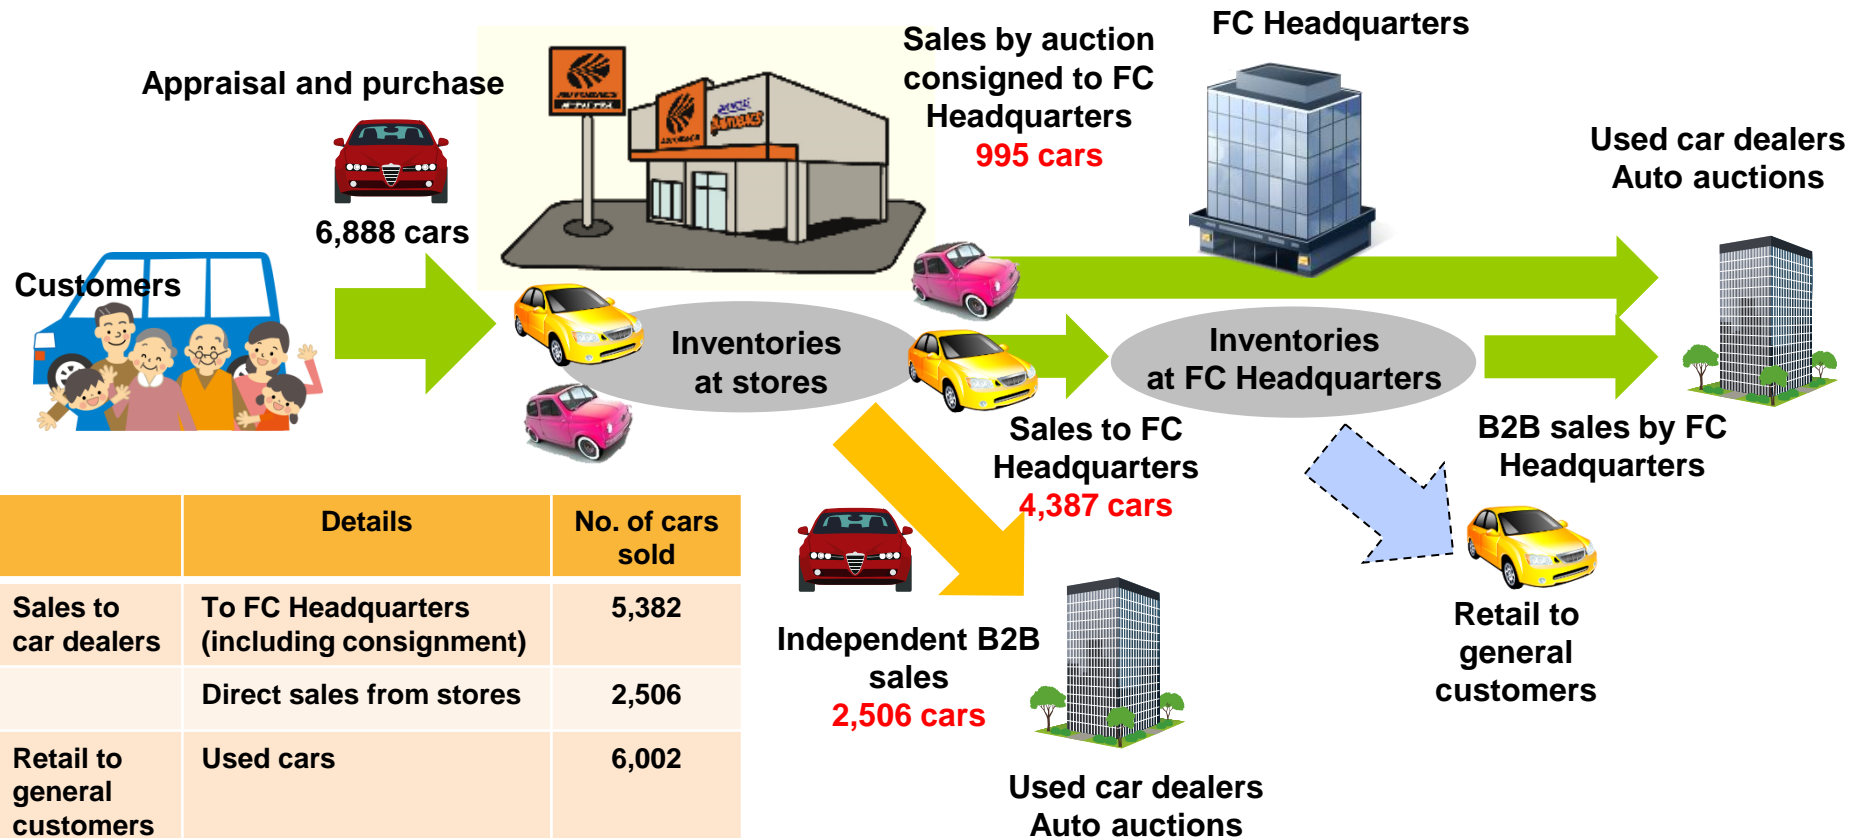 FC Headquarters
Sales by auction
consigned to FC
Headquarters
995 cars
Appraisal and purchase
6,888 cars
Customers
Used car dealers
Auto auctions
Inventories
at stores
Inventories
at FC Headquarters
Sales to FC
Headquarters
4,387 cars
B2B sales by FC
Headquarters
Independent B2B
sales
2,506 cars
Retail to
general
customers
Used car dealers
Auto auctions
Details
No. of cars
sold
Sales to
car dealers
To FC Headquarters
(including consignment)
5,382
Direct sales from stores
2,506
Retail to
general
customers
Used cars
6,002